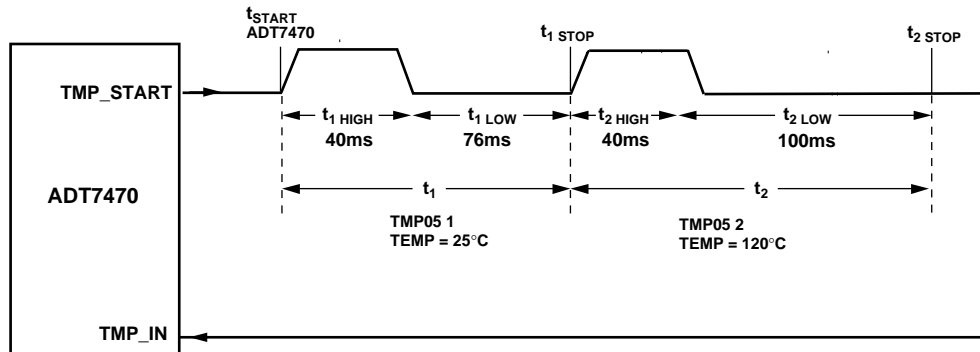 tSTART
ADT7470
t1 STOP
t2 STOP
TMP_START
t1 HIGH
t1 LOW
t2 HIGH
t2 LOW
40ms
76ms
40ms
100ms
ADT7470
t1
t2
TMP05 1
TEMP = 25°C
TMP05 2
TEMP = 120°C
TMP_IN